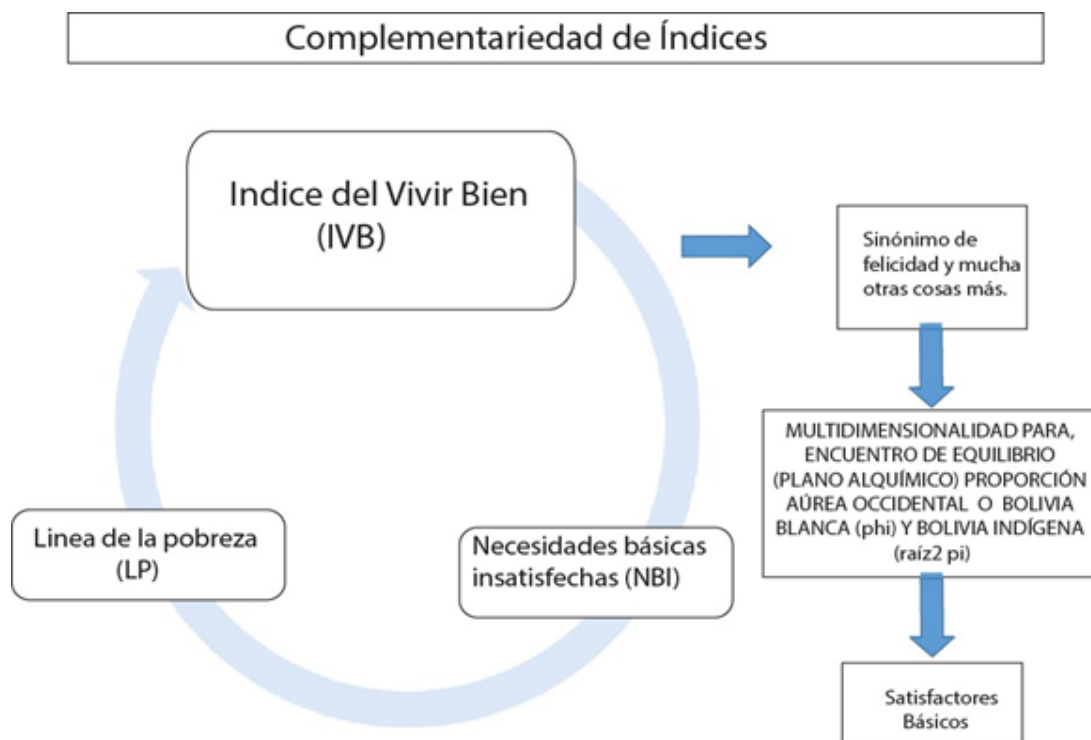 Complementariedad de Índices
Indice del Vivir Bien
(IVB)
Sinónimo de
felicidad y mucha
otras cosas más.
MULTIDIMENSIONALIDAD PARA,
ENCUENTRO DE EQUILIBRIO
(PLANO ALQUÍMICO) PROPORCIÓN
AÚREA OCCIDENTAL O BOLIVIA
BLANCA (phi) Y BOLIVIA INDÍGENA
(raíz2 pi)
Linea de la pobreza
(LP)
Necesidades básicas
insatisfechas (NBI)
Satisfactores
Básicos